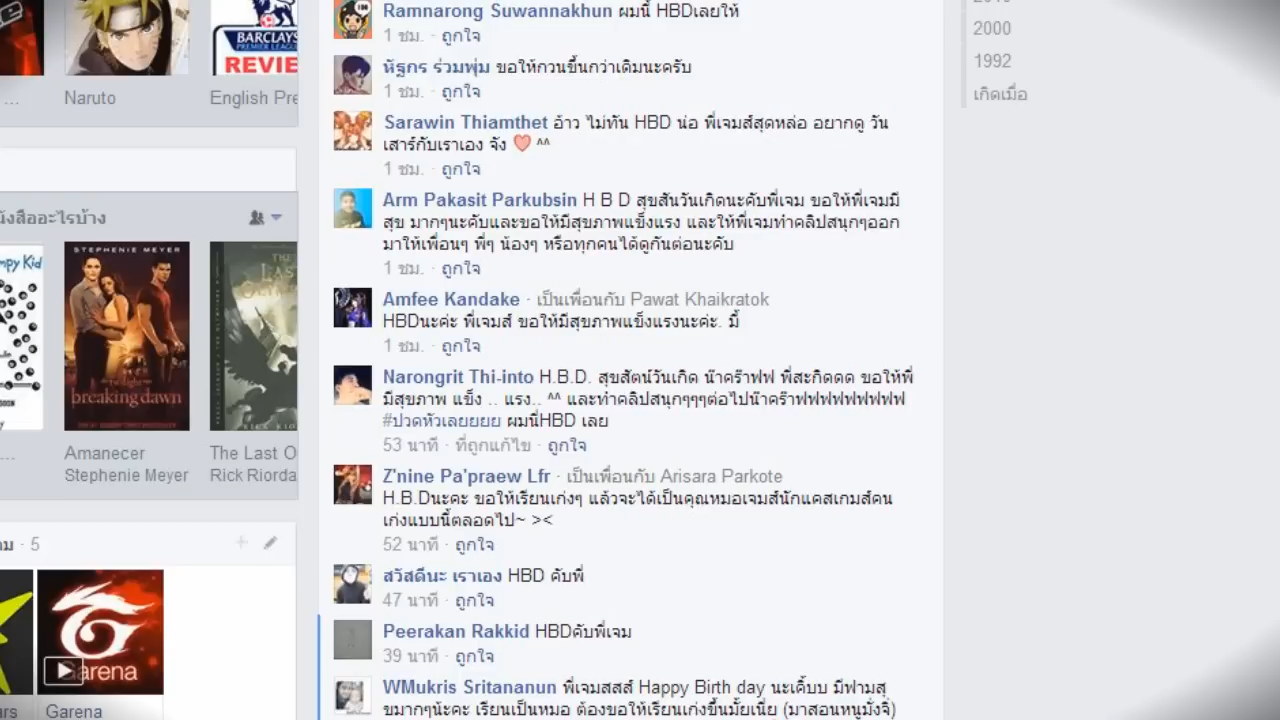 Ramnarong Suwannakhun ผมนี้ HBDเลยให้
1 ชม. · ถูกใจ
หัฐกร ร่วมพุ่ม ขอให้กวนขึ้นกว่าเดิมนะครับ
1 ชม. · ถูกใจ
Sarawin Thiamthet อ้าว ไม่ทัน HBD น่อ พี่เจมส์สุดหล่อ อยากดู วัน
เสาร์กับเราเอง จัง ^^
1 ชม. · ถูกใจ
Arm Pakasit Parkubsin H B D สุขสันวันเกิดนะคับพี่เจม ขอให้พี่เจมมี
สุข มากๆนะคับและขอให้มีสุขภาพแข็งแรง และให้พี่เจมทำคลิปสนุกๆออก
มาให้เพื่อนๆ พี่ๆ น้องๆ หรือทุกคนได้ดูกันต่อนะคับ
1 ชม. · ถูกใจ
Amfee Kandake · เป็นเพื่อนกับ Pawat Khaikratok
HBDนะค่ะ พี่เจมส์ ขอให้มีสุขภาพแข็งแรงนะค่ะ. มี้
1 ชม. · ถูกใจ
Narongrit Thi-into H.B.D. สุขสัตน์วันเกิด น๊าคร๊าฟฟ พี่สะกิดดด ขอให้พี่
มีสุขภาพ แข็ง .. แรง.. ^^ และทำคลิปสนุกๆๆๆต่อไปน๊าคร๊าฟฟฟฟฟฟฟฟฟ
#ปวดหัวเลยยยย ผมนี่HBD เลย
53 นาที · ที่ถูกแก้ไข · ถูกใจ
Z'nine Pa'praew Lfr · เป็นเพื่อนกับ Arisara Parkote
H.B.Dนะคะ ขอให้เรียนเก่งๆ แล้วจะได้เป็นคุณหมอเจมส์นักแคสเกมส์คน
เก่งแบบนี้ตลอดไป~ ><
52 นาที · ถูกใจ
สวัสดีนะ เราเอง HBD คับพี่
47 นาที · ถูกใจ
Peerakan Rakkid HBDคับพี่เจม
39 นาที · ถูกใจ
WMukris Sritananun พี่เจมสสส์ Happy Birth day นะเคิ้บบ มีฟามสุ
ขมากๆน้ะคะ เรียนเป็นหมอ ต้องขอให้เรียนเก่งขึ้นมั้ยเนี่ย (มาสอนหนูมั่งจิ)
BARCLAYS
PREMIER LEAGUE
REVIE
... Naruto English Pre
ังสืออะไรบ้าง
mpy Kid
SOON
STEPHENIE MEYER
breaking dawn
THE LAST
... Amanecer The Last O
Stephenie Meyer Rick Riorda
ม · 5
Garena
rs Garena
2000
1992
เกิดเมื่อ